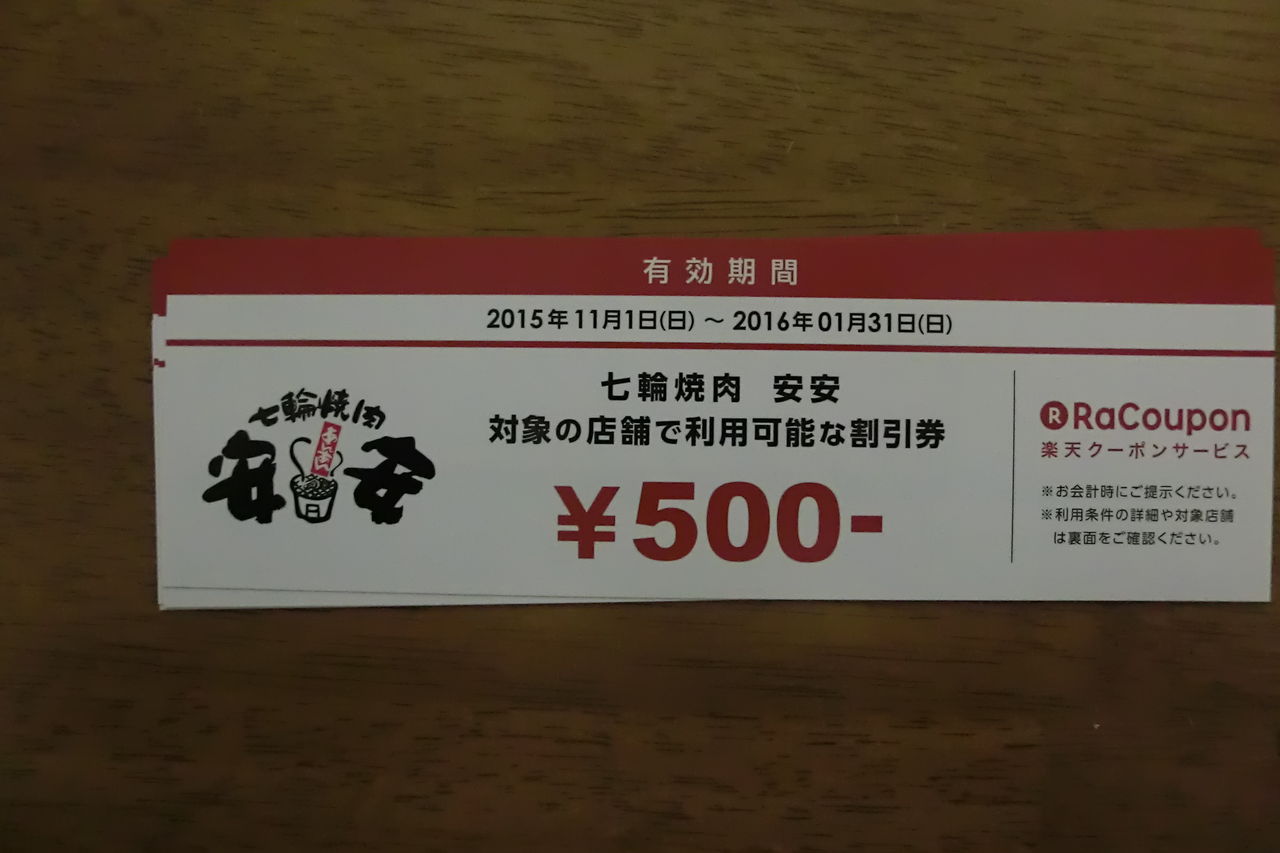 有効期間
2015年11月1日(日) ～ 2016年01月31日(日)
七輪焼肉
安 安
七輪焼肉 安安
対象の店舗で利用可能な割引券
¥500-
R RaCoupon
楽天クーポンサービス
※お会計時にご提示ください。
※利用条件の詳細や対象店舗
は裏面をご確認ください。